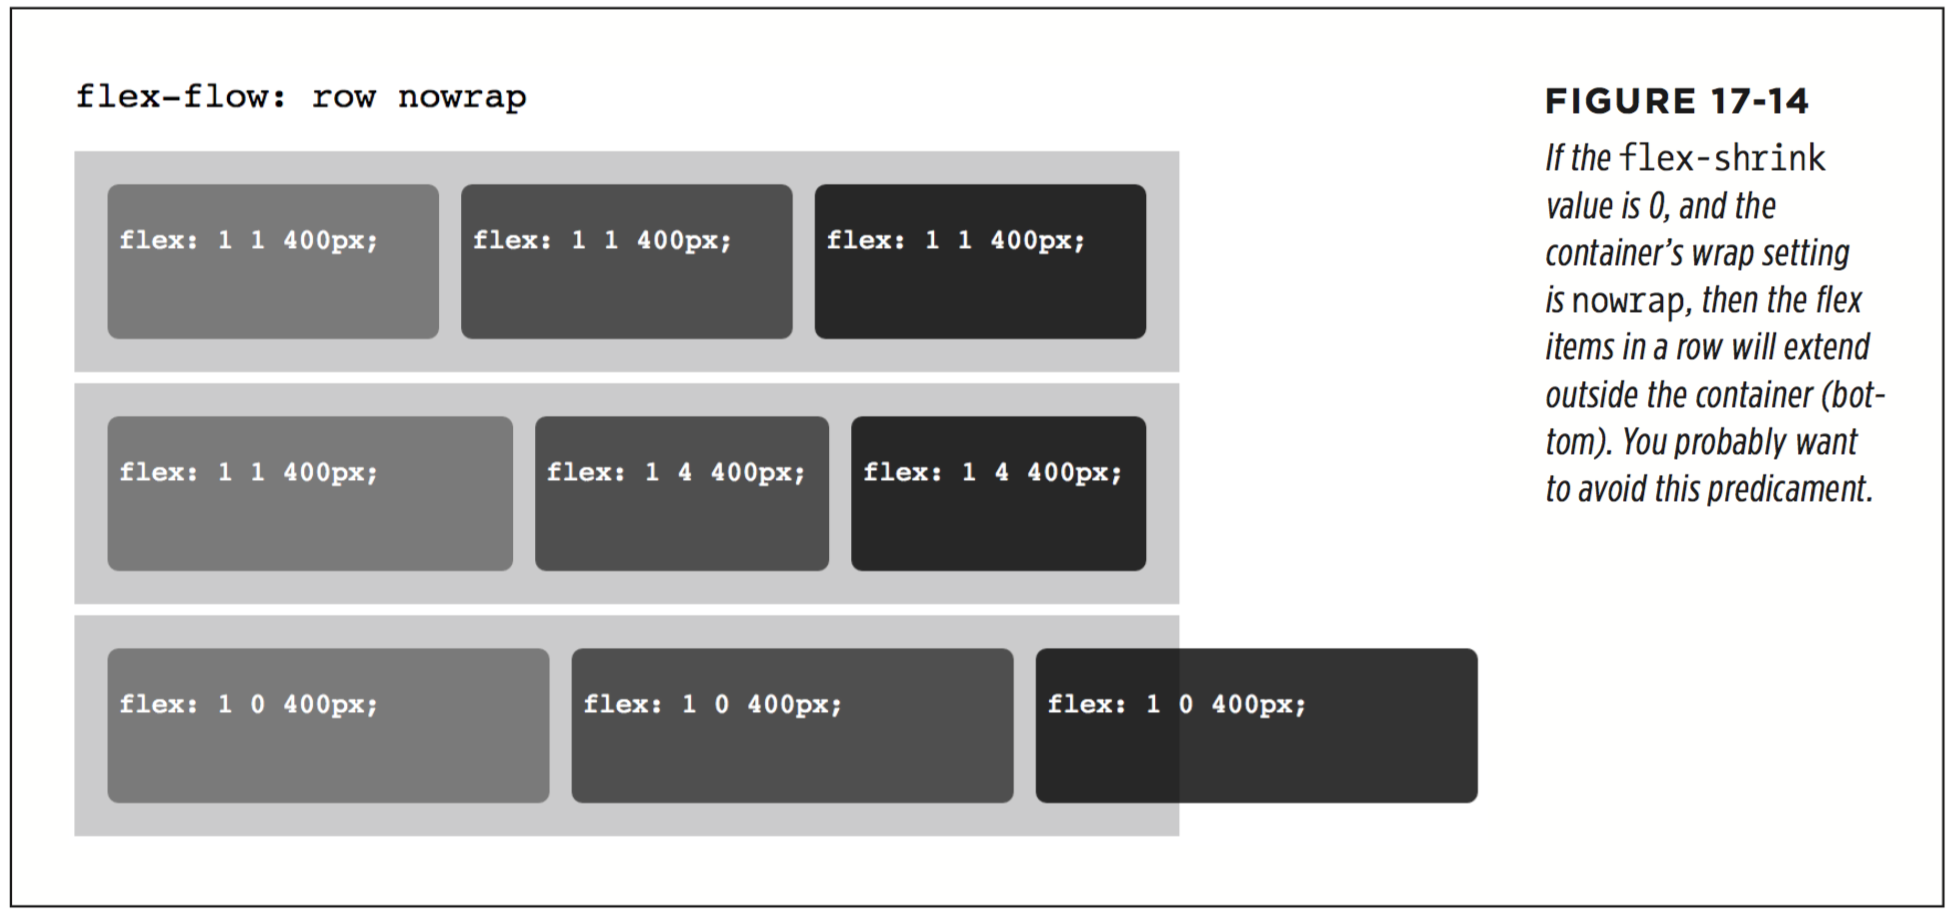 flex-flow: row nowrap
flex: 1 1 400px;
flex: 1 1 400px;
flex: 1 1 400px;
flex: 1 1 400px;
flex: 1 4 400px;
flex: 1 4 400px;
flex: 1 0 400px;
flex: 1 0 400px;
flex: 1 0 400px;
FIGURE 17-14
If the flex-shrink
value is 0, and the
container’s wrap setting
is nowrap, then the flex
items in a row will extend
outside the container (bot-
tom). You probably want
to avoid this predicament.